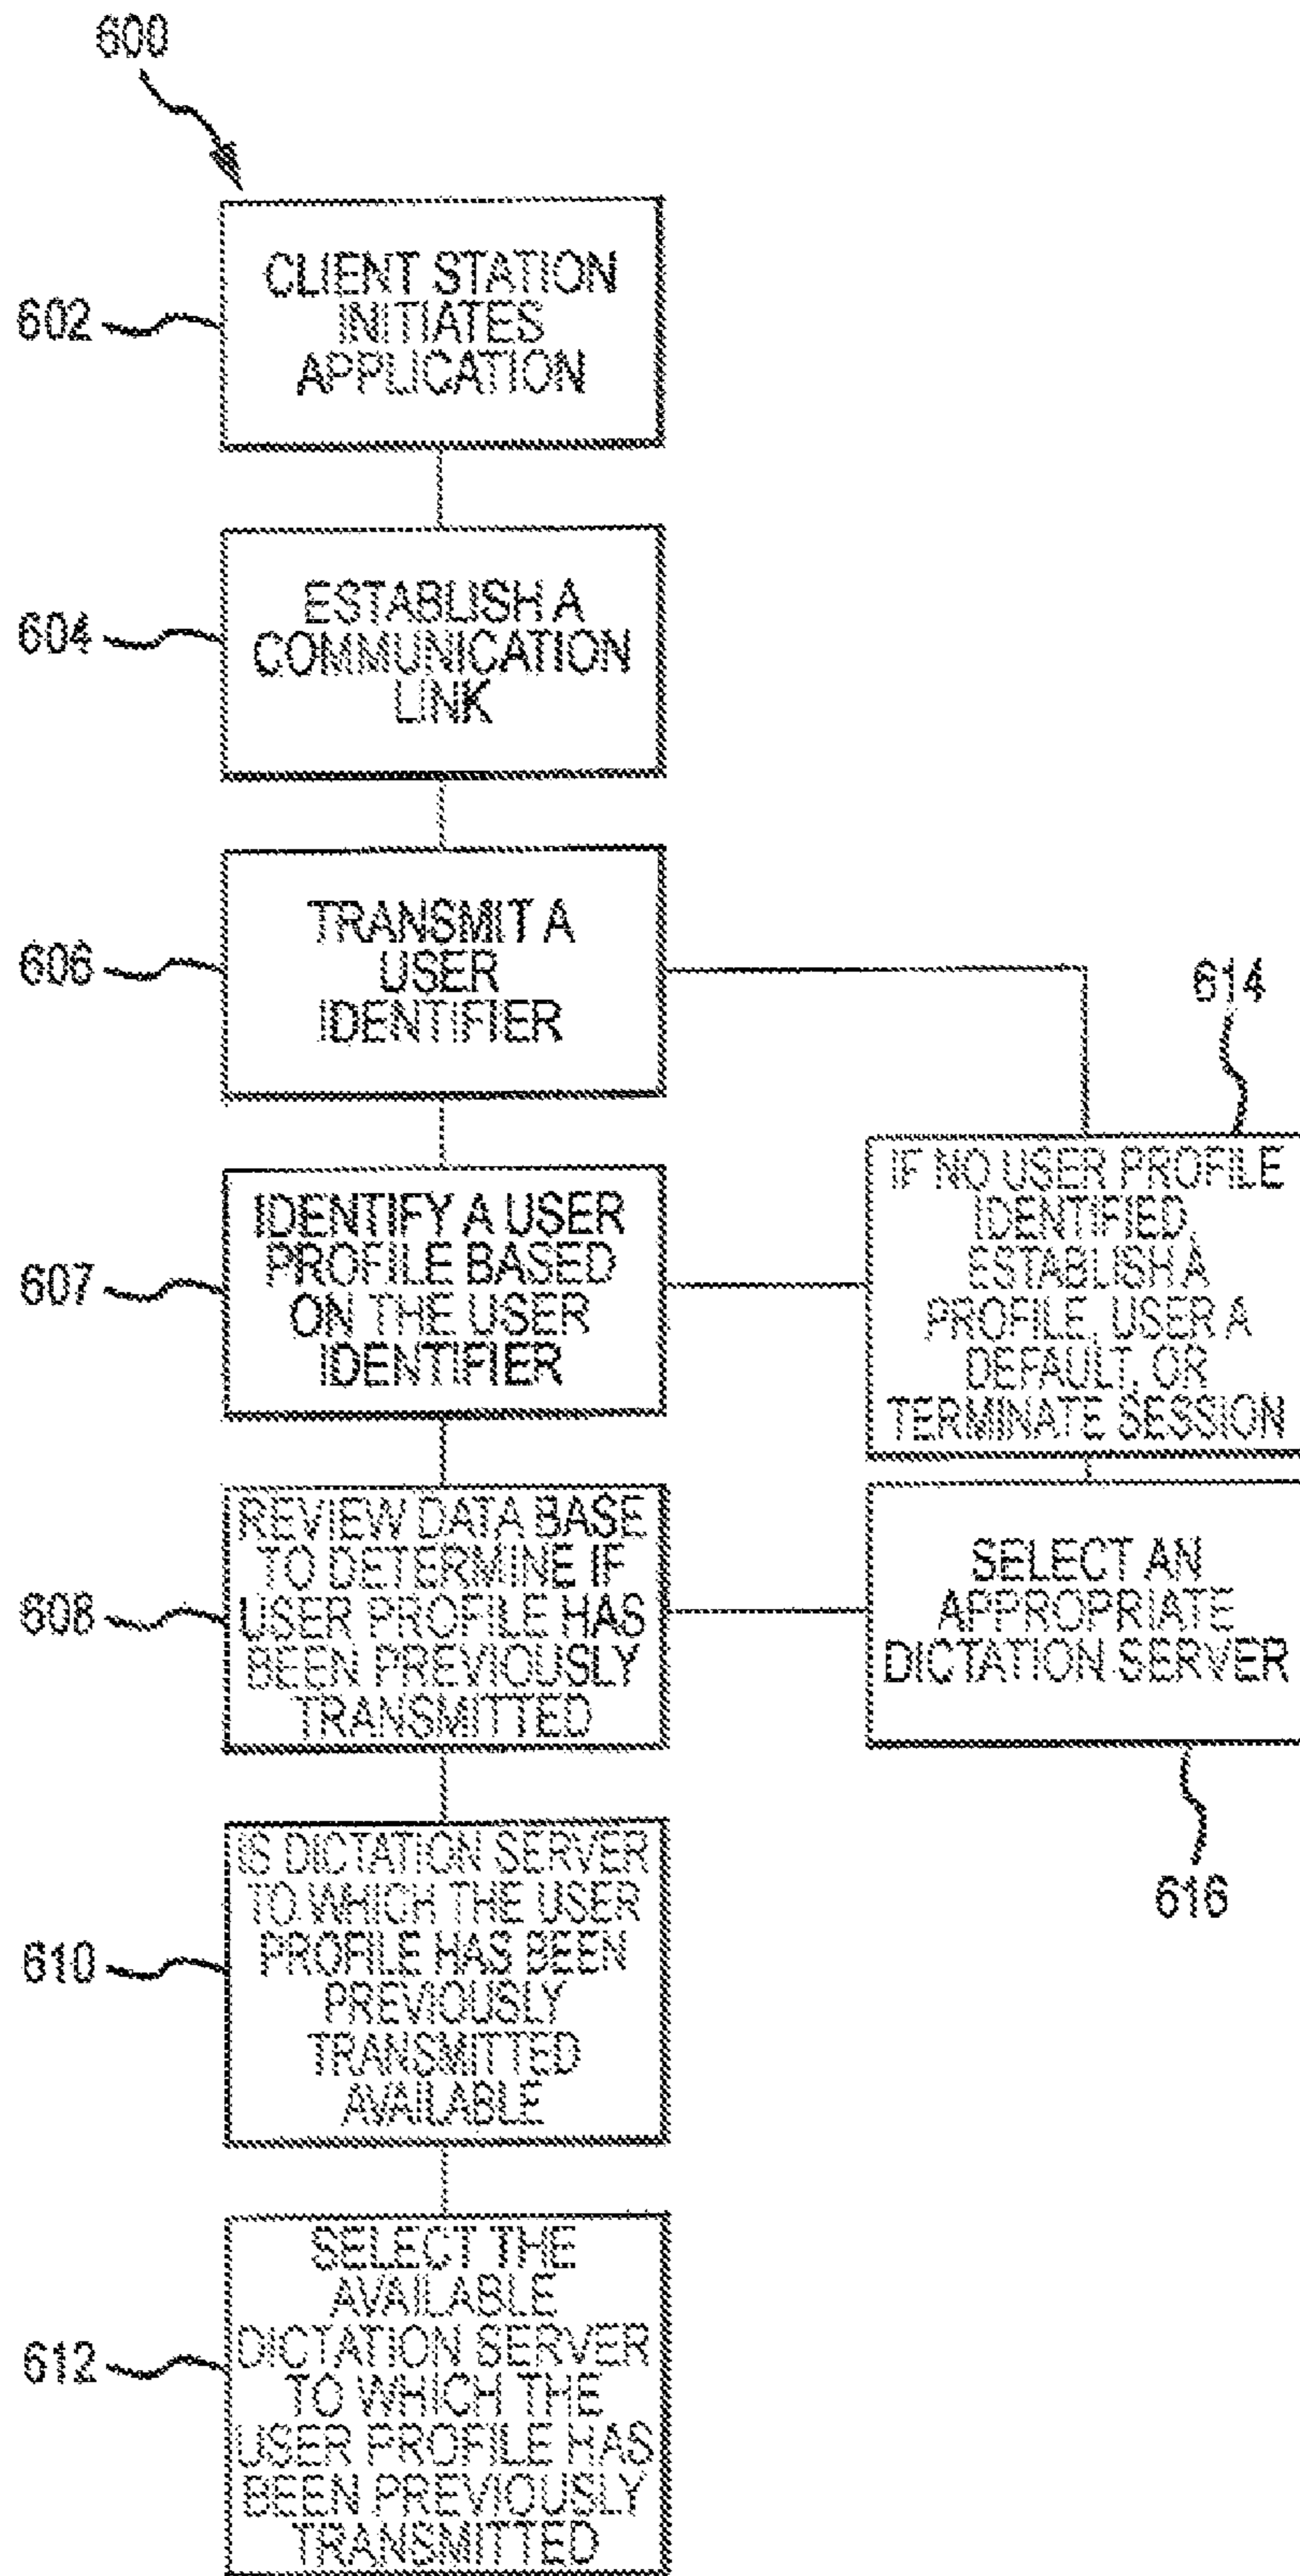 600
602
CLIENT STATION
INITIATES
APPLICATION
604
ESTABLISH A
COMMUNICATION
LINK
606
TRANSMIT A
USER
IDENTIFIER
607
IDENTIFY A USER
PROFILE BASED
ON THE USER
IDENTIFIER
614
IF NO USER PROFILE
IDENTIFIED,
ESTABLISH A
PROFILE, USER A
DEFAULT, OR
TERMINATE SESSION
608
REVIEW DATA BASE
TO DETERMINE IF
USER PROFILE HAS
BEEN PREVIOUSLY
TRANSMITTED
SELECT AN
APPROPRIATE
DICTATION SERVER
616
610
IS DICTATION SERVER
TO WHICH THE USER
PROFILE HAS BEEN
PREVIOUSLY
TRANSMITTED
AVAILABLE
612
SELECT THE
AVAILABLE
DICTATION SERVER
TO WHICH THE
USER PROFILE HAS
BEEN PREVIOUSLY
TRANSMITTED